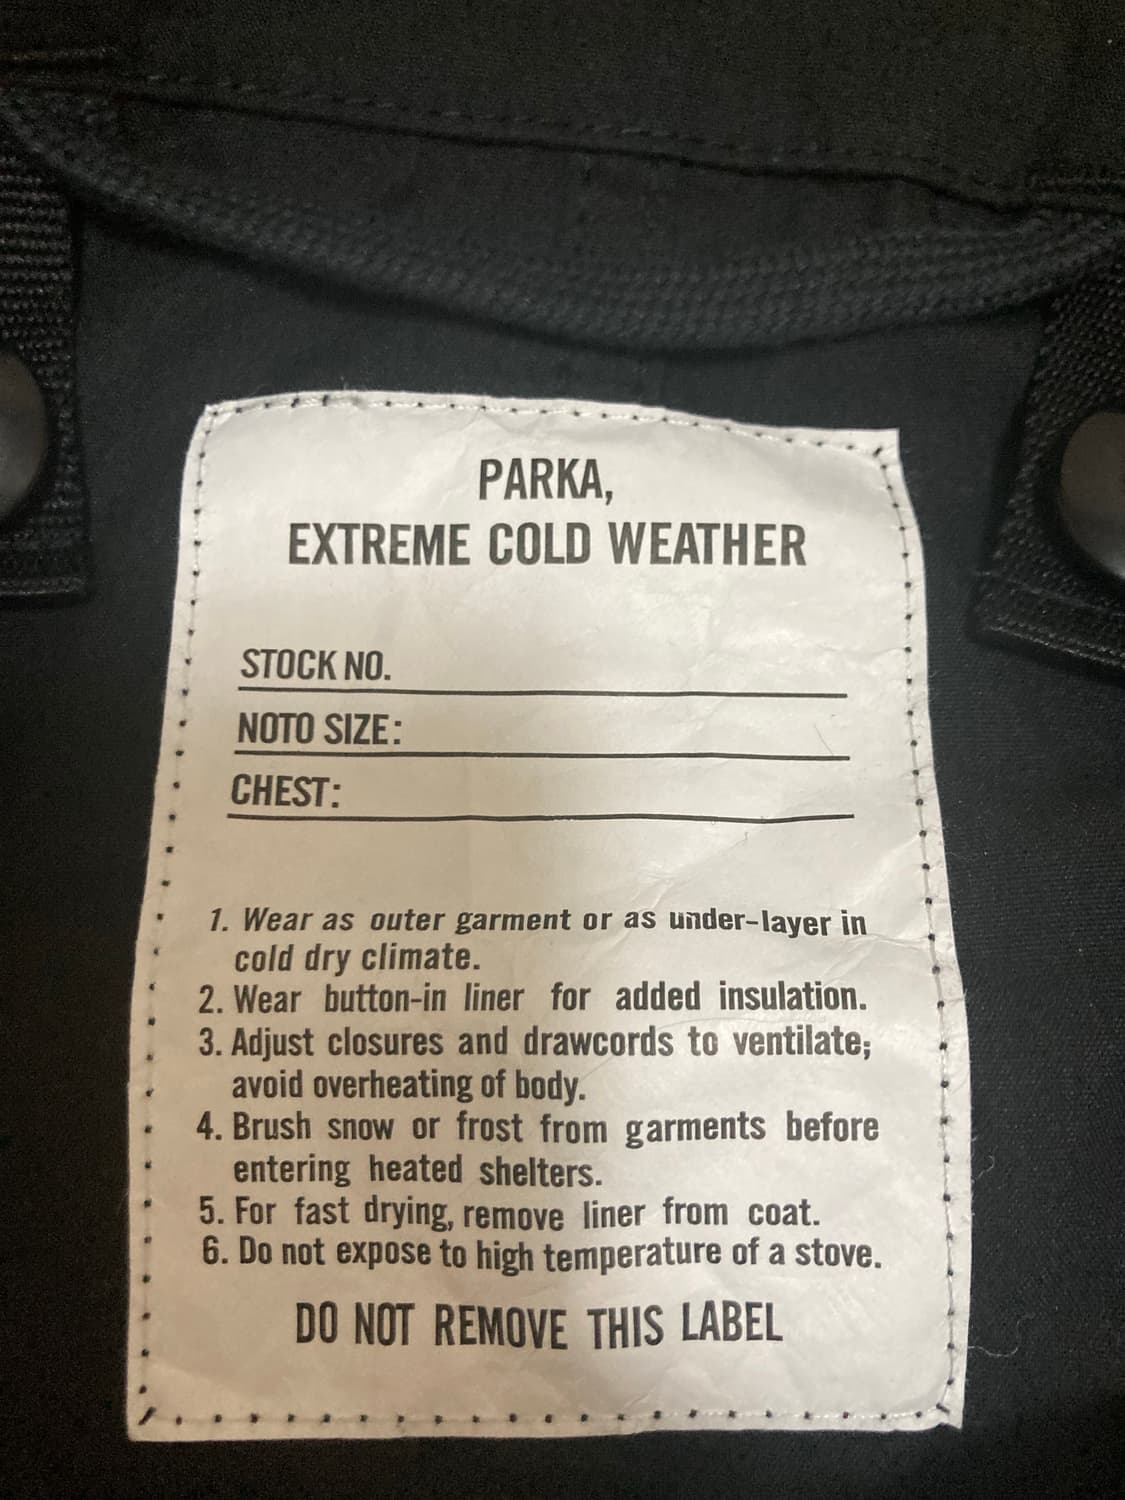 PARKA,
EXTREME COLD WEATHER
STOCK NO.
NOTO SIZE:
CHEST:
1. Wear as outer garment or as under-layer in
cold dry climate.
2. Wear button-in liner for added insulation.
3. Adjust closures and drawcords to ventilate;
avoid overheating of body.
4. Brush snow or frost from garments before
entering heated shelters.
5. For fast drying, remove liner from coat.
6. Do not expose to high temperature of a stove.
DO NOT REMOVE THIS LABEL